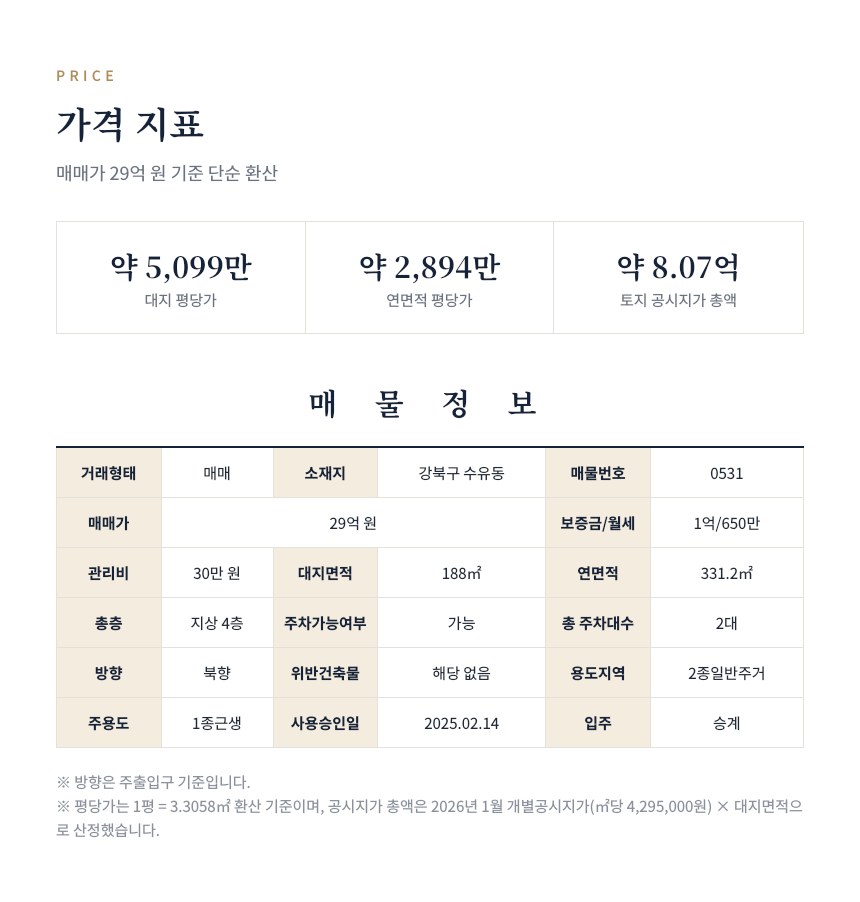 PRICE
가격 지표
매매가 29억 원 기준 단순 환산
약 5,099만 약 2,894만 약 8.07억
대지 평당가 연면적 평당가 토지 공시지가 총액
매 물 정 보
거래형태 매매 소재지 강북구 수유동 매물번호 0531
매매가 29억 원 보증금/월세 1억/650만
관리비 30만 원 대지면적 188㎡ 연면적 331.2㎡
총층 지상 4층 주차가능여부 가능 총 주차대수 2대
방향 북향 위반건축물 해당 없음 용도지역 2종일반주거
주용도 1종근생 사용승인일 2025.02.14 입주 승계
※ 방향은 주출입구 기준입니다.
※ 평당가는 1평 = 3.3058㎡ 환산 기준이며, 공시지가 총액은 2026년 1월 개별공시지가(㎡당 4,295,000원) × 대지면적으
로 산정했습니다.